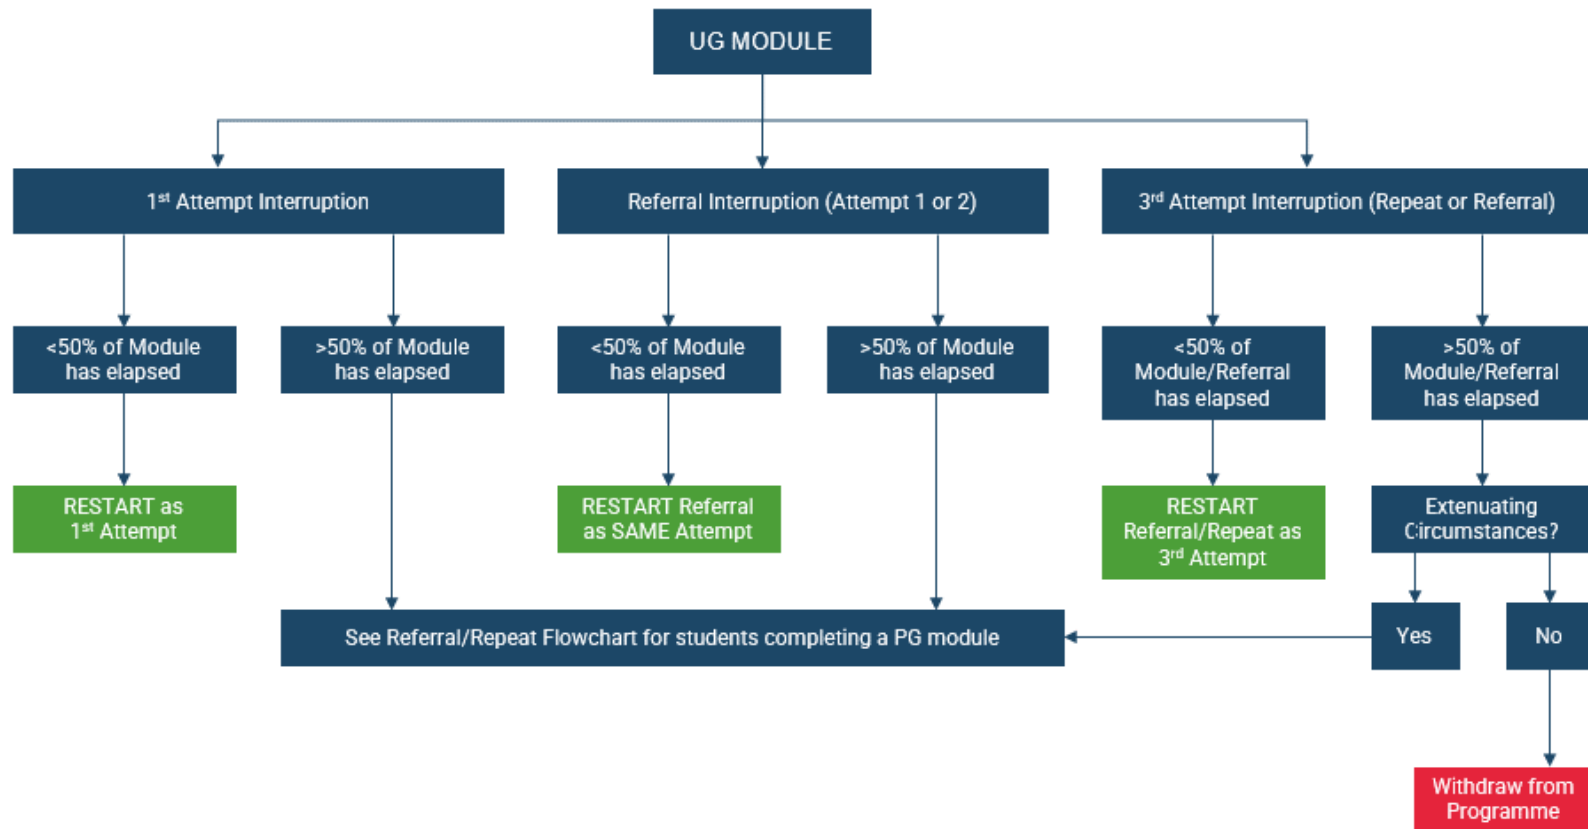 UG MODULE
1st Attempt Interruption
Referral Interruption (Attempt 1 or 2)
3rd Attempt Interruption (Repeat or Referral)
<50% of Module
has elapsed
>50% of Module
has elapsed
<50% of Module
has elapsed
>50% of Module
has elapsed
<50% of
Module/Referral
has elapsed
>50% of
Module/Referral
has elapsed
RESTART as
1st Attempt
RESTART Referral
as SAME Attempt
RESTART
Referral/Repeat as
3rd Attempt
Extenuating
Circumstances?
See Referral/Repeat Flowchart for students completing a PG module
Yes
No
Withdraw from
Programme